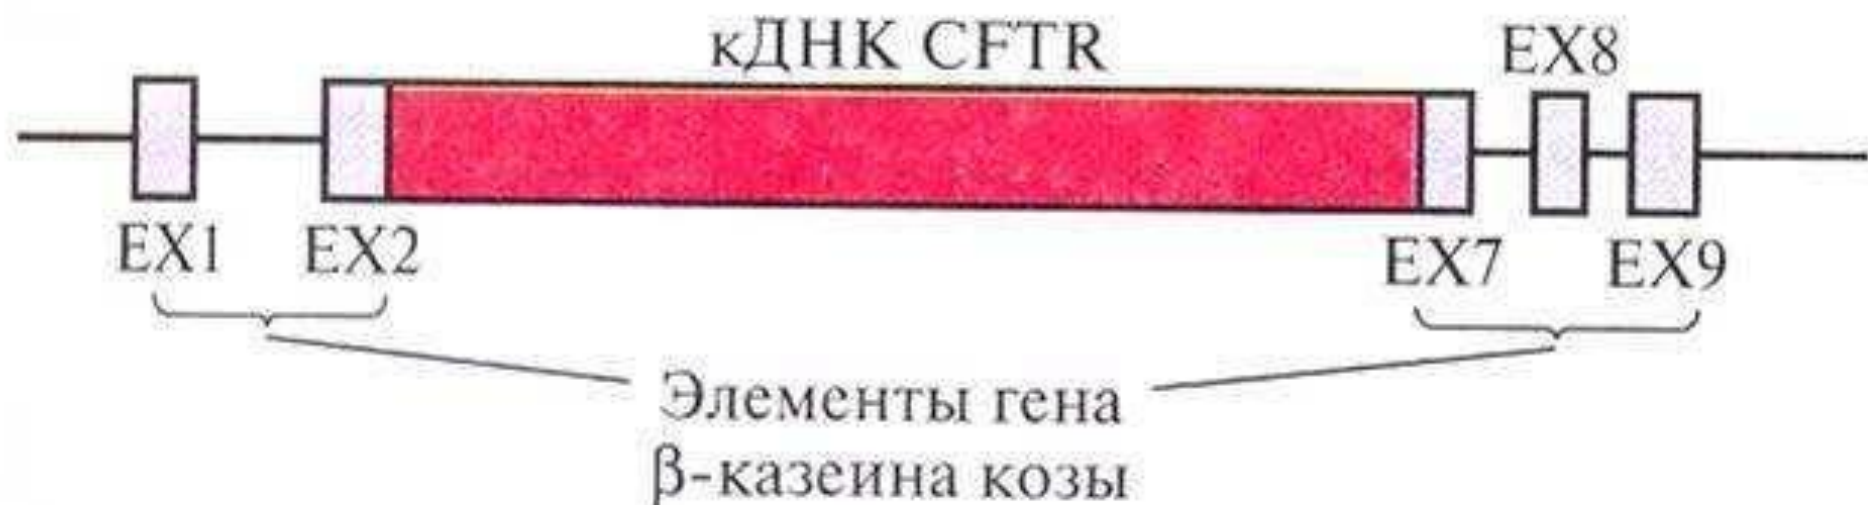 кДНК CFTR
EX8
EX1
EX2
EX7
EX9
Элементы гена
β-казеина козы